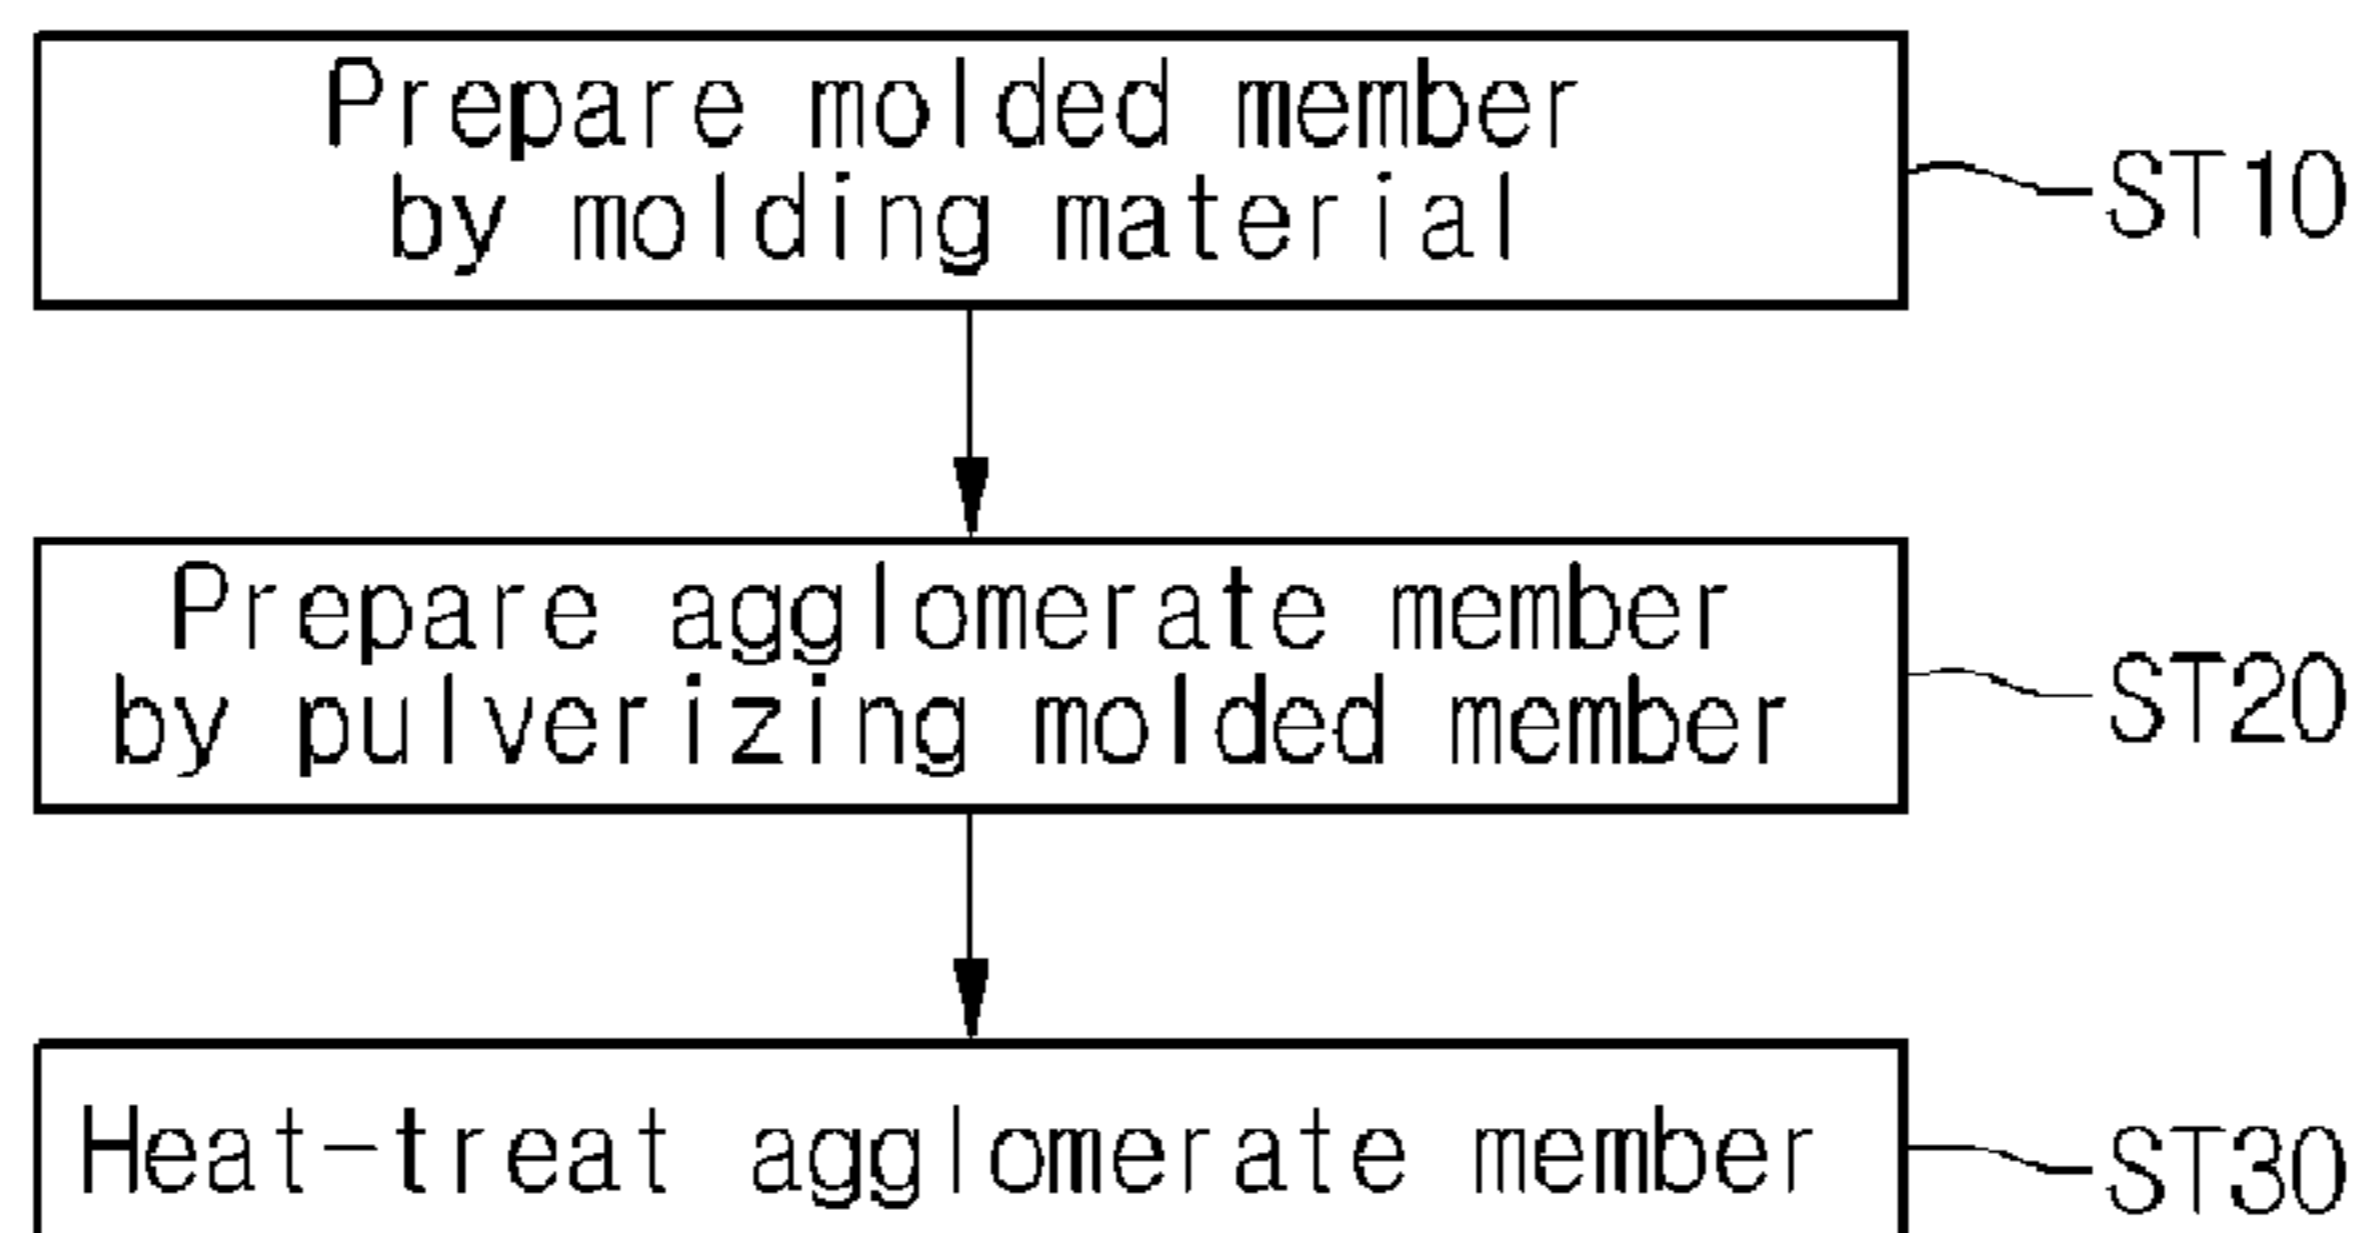 Prepare molded member
by molding material
ST10
Prepare agglomerate member
by pulverizing molded member
ST20
Heat-treat agglomerate member
ST30